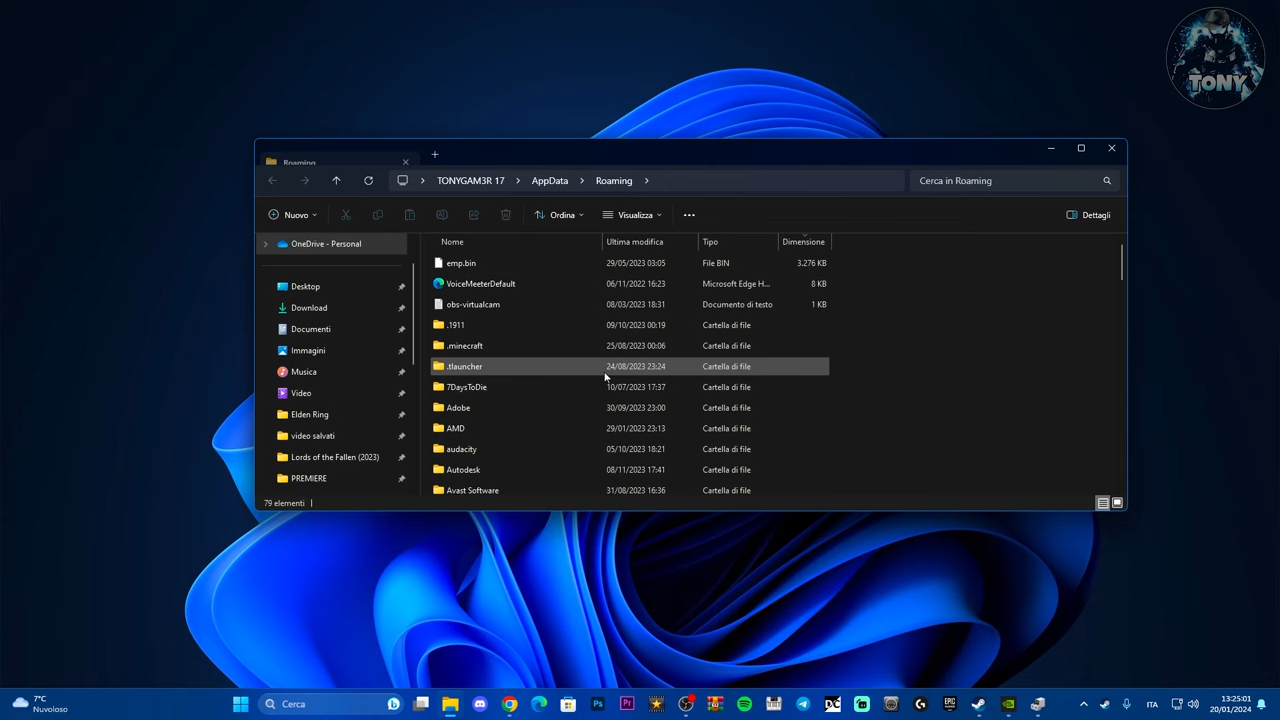 TONY
Roaming
TONYGAM3R 17 AppData Roaming
Cerca in Roaming
Nuovo Ordina Visualizza Dettagli
OneDrive - Personal
Desktop
Download
Documenti
Immagini
Musica
Video
Elden Ring
video salvati
Lords of the Fallen (2023)
PREMIERE
Nome Ultima modifica Tipo Dimensione
emp.bin 29/05/2023 03:05 File BIN 3.276 KB
VoiceMeeterDefault 06/11/2022 16:23 Microsoft Edge H... 8 KB
obs-virtualcam 08/03/2023 18:31 Documento di testo 1 KB
.1911 09/10/2023 00:19 Cartella di file
.minecraft 25/08/2023 00:06 Cartella di file
.tlauncher 24/08/2023 23:24 Cartella di file
7DaysToDie 10/07/2023 17:37 Cartella di file
Adobe 30/09/2023 23:00 Cartella di file
AMD 29/01/2023 23:13 Cartella di file
audacity 05/10/2023 18:21 Cartella di file
Autodesk 08/11/2023 17:41 Cartella di file
Avast Software 31/08/2023 16:36 Cartella di file
79 elementi
7°C
Nuvoloso
Cerca
Ps
Pr
DC
EPIC
ITA
13:25:01
20/01/2024